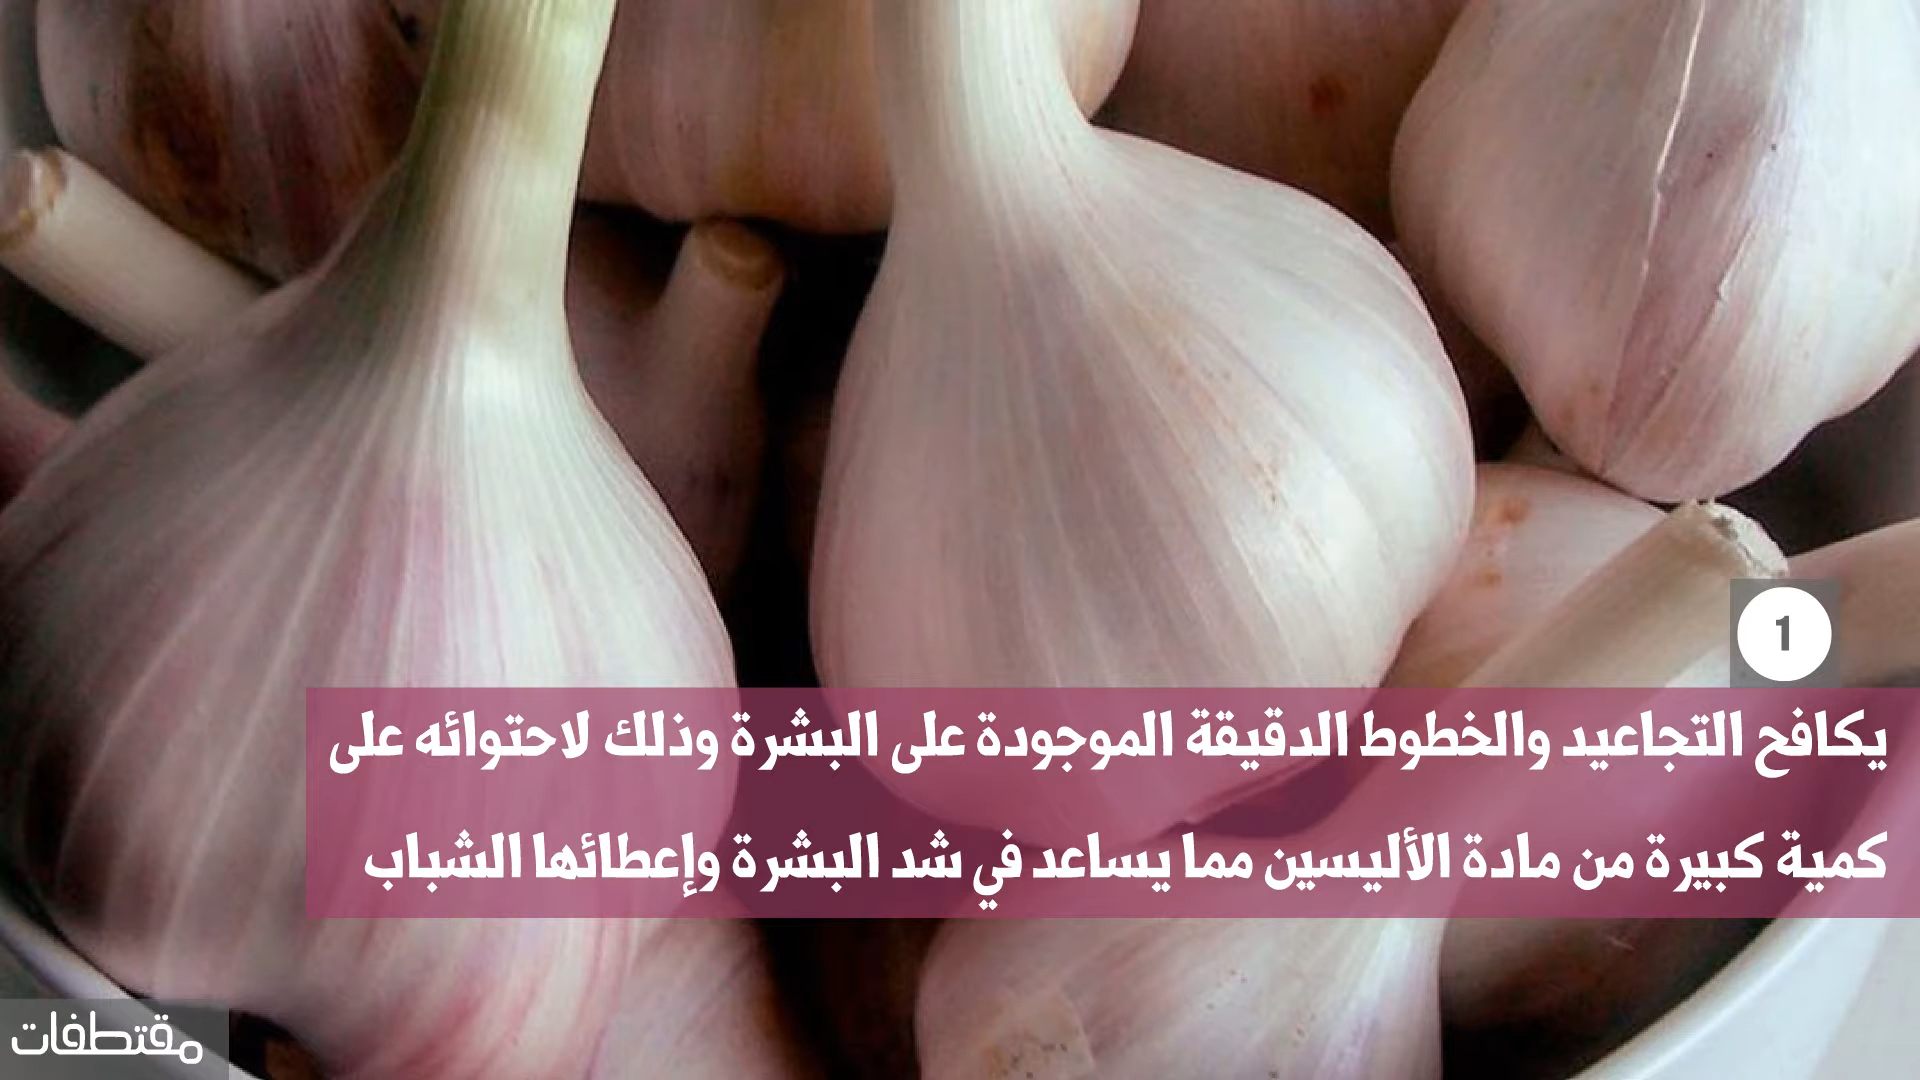 1
يكافح التجاعيد والخطوط الدقيقة الموجودة على البشرة وذلك لاحتوائه على
كمية كبيرة من مادة الأليسين مما يساعد في شد البشرة وإعطائها الشباب
مقتطفات